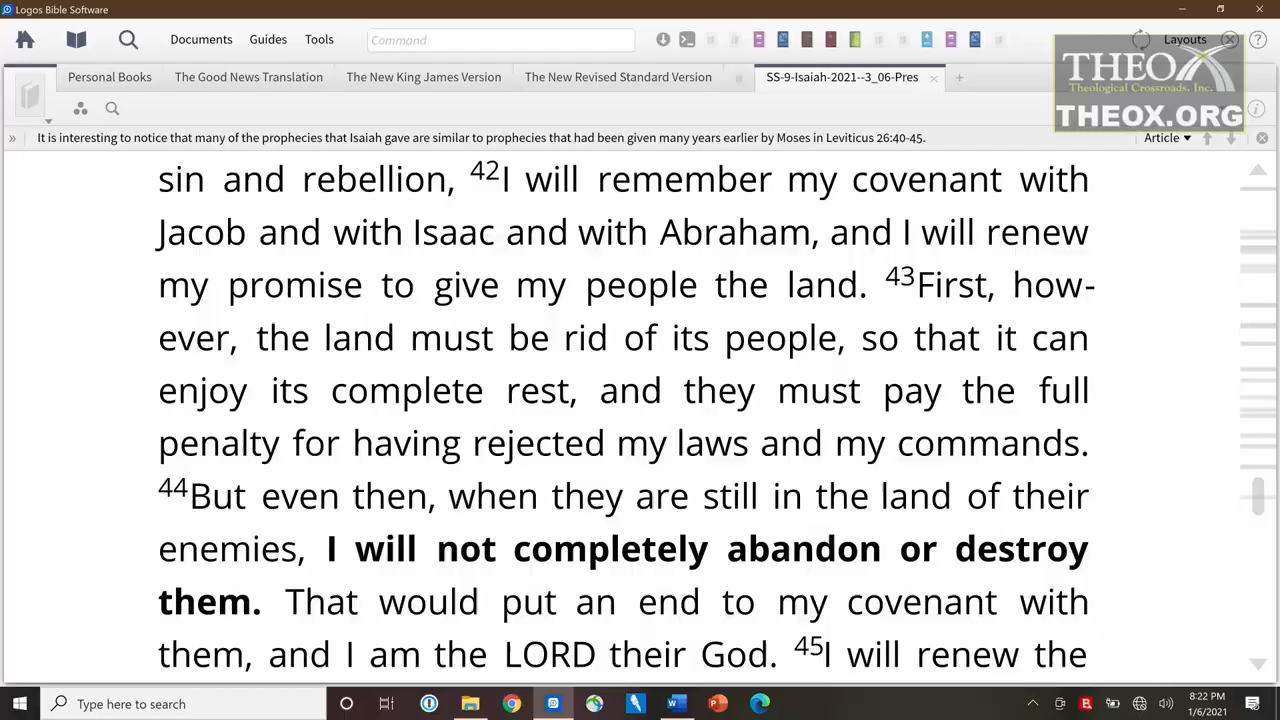 Logos Bible Software
Documents Guides Tools Command Layouts
THEOX
Theological Crossroads, Inc.
THEOX.ORG
Personal Books The Good News Translation The New King James Version The New Revised Standard Version SS-9-Isaiah-2021--3_06-Pres
» It is interesting to notice that many of the prophecies that Isaiah gave are similar to prophecies that had been given many years earlier by Moses in Leviticus 26:40-45. Article
sin and rebellion, 42I will remember my covenant with
Jacob and with Isaac and with Abraham, and I will renew
my promise to give my people the land. 43First, how-
ever, the land must be rid of its people, so that it can
enjoy its complete rest, and they must pay the full
penalty for having rejected my laws and my commands.
44But even then, when they are still in the land of their
enemies, I will not completely abandon or destroy
them. That would put an end to my covenant with
them, and I am the LORD their God. 45I will renew the
Type here to search
8:22 PM
1/6/2021